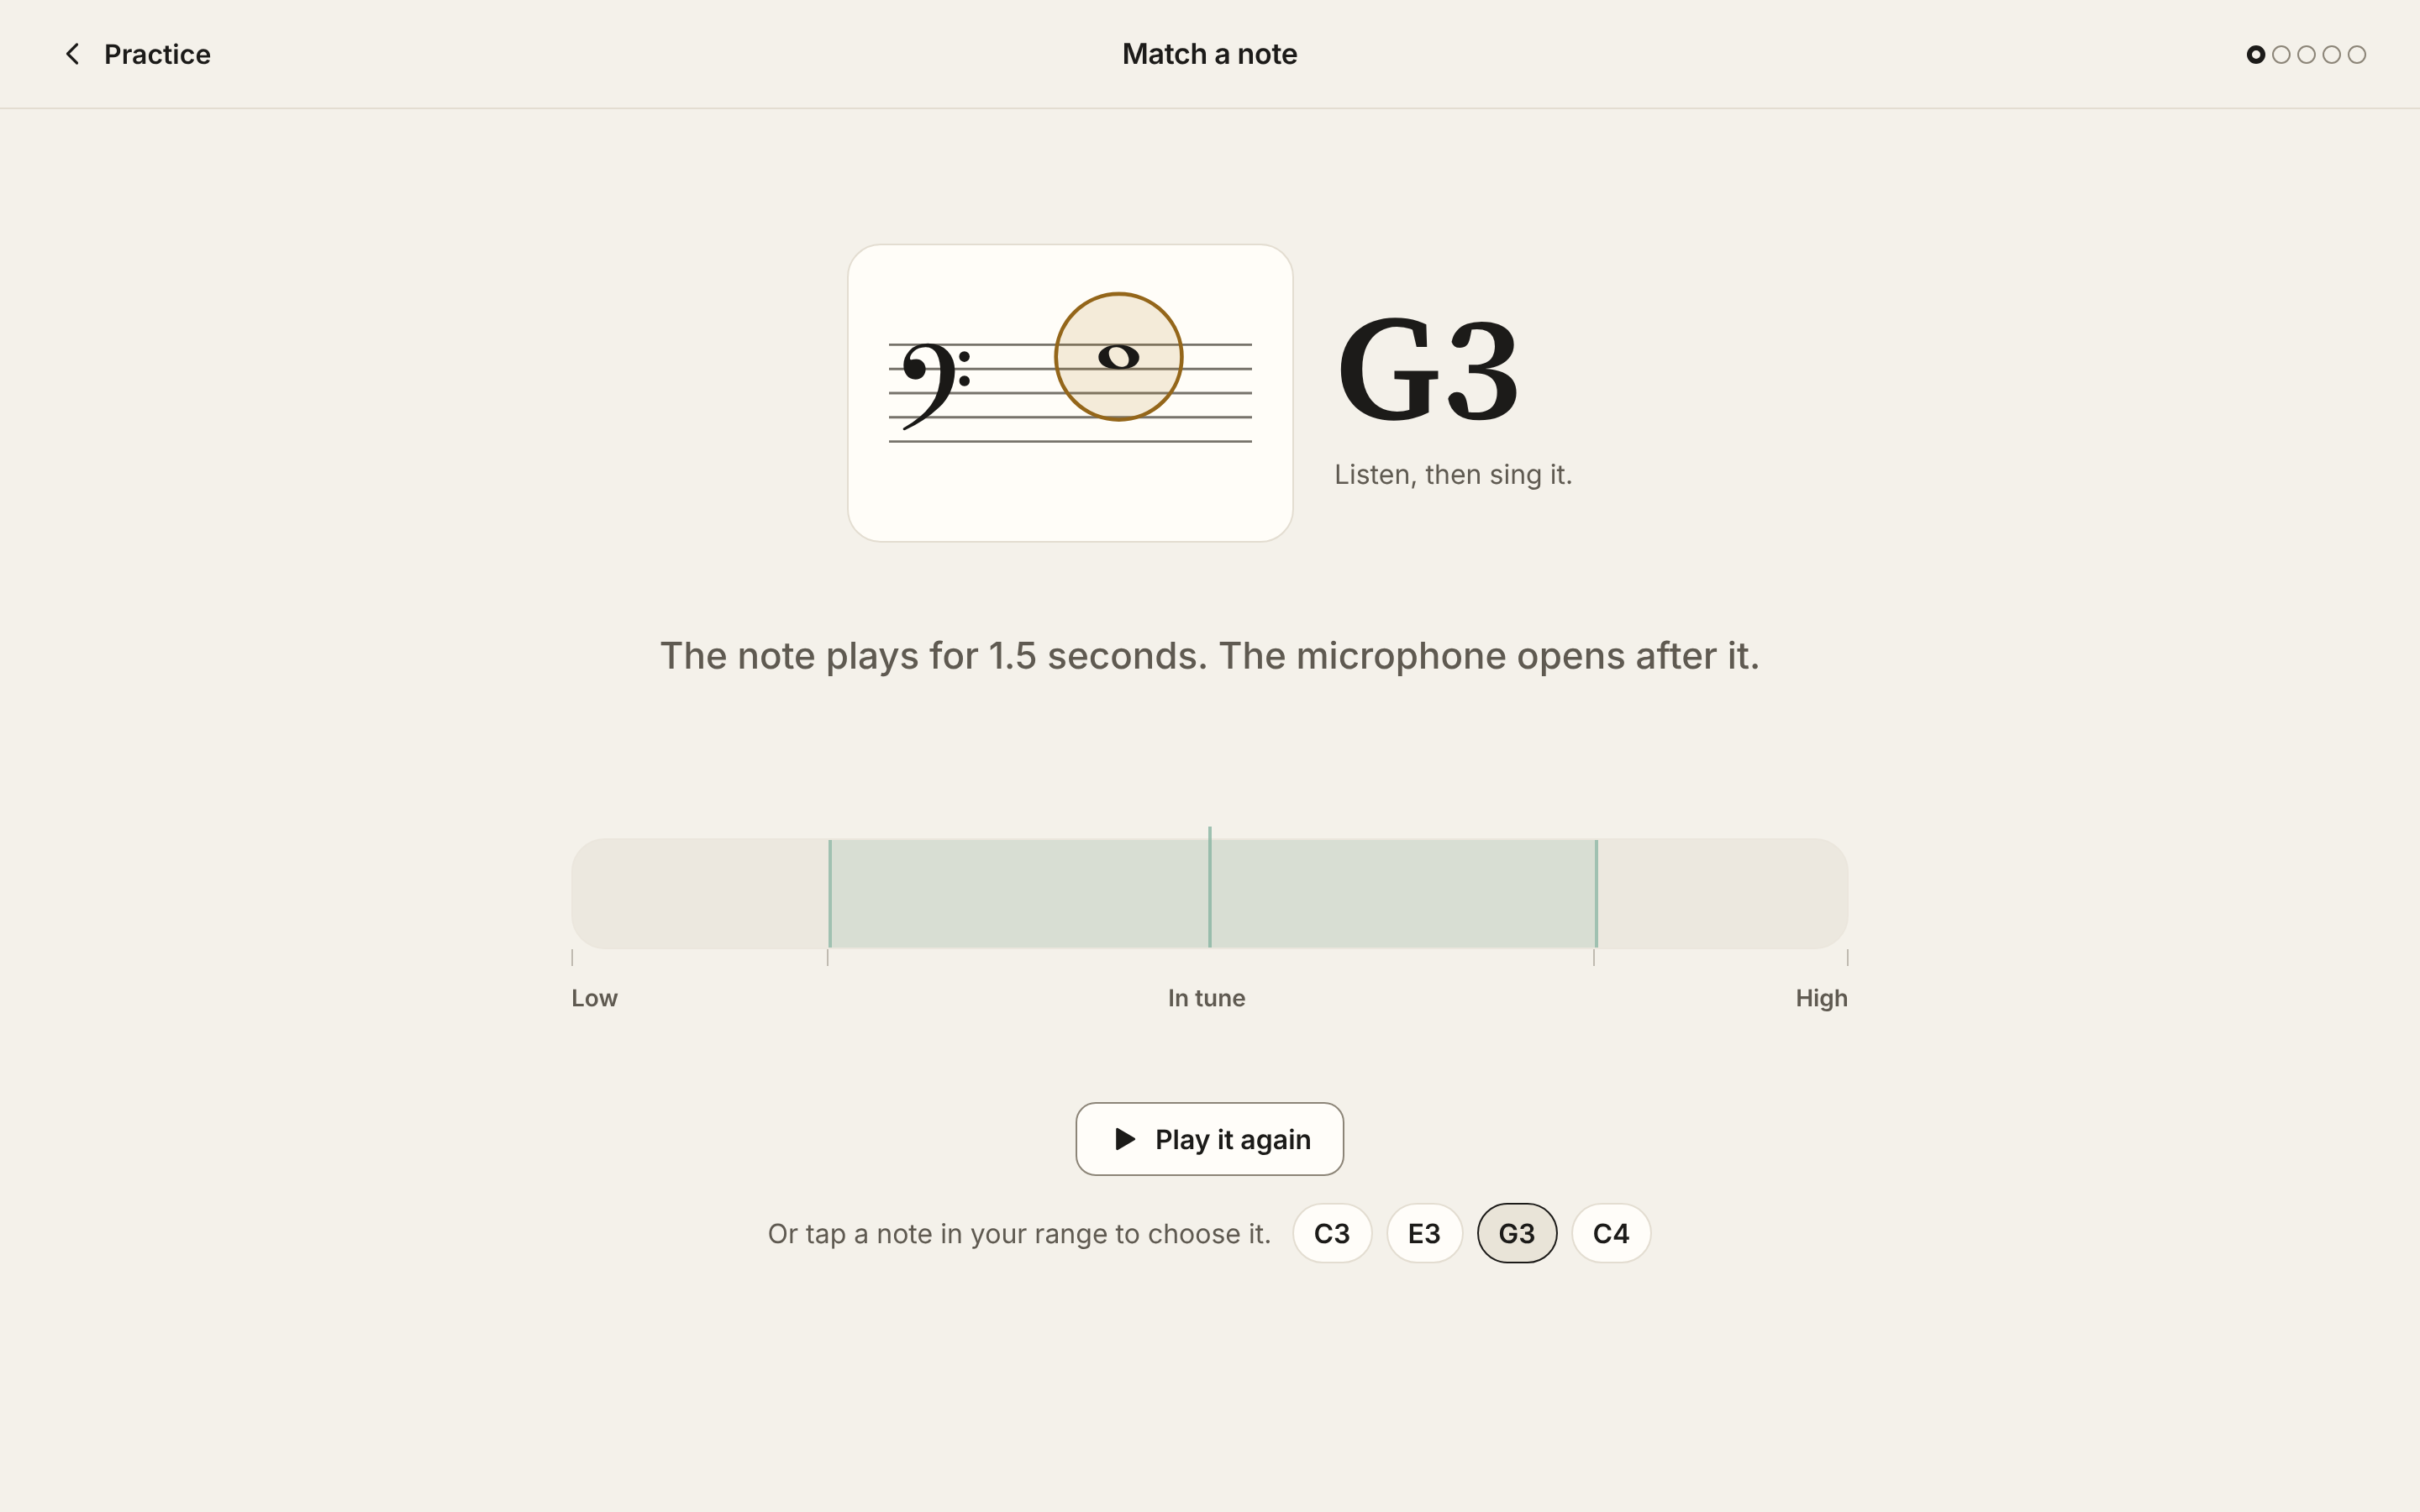 Practice
Match a note
G3
Listen, then sing it.
The note plays for 1.5 seconds. The microphone opens after it.
Low
In tune
High
Play it again
Or tap a note in your range to choose it.
C3
E3
G3
C4